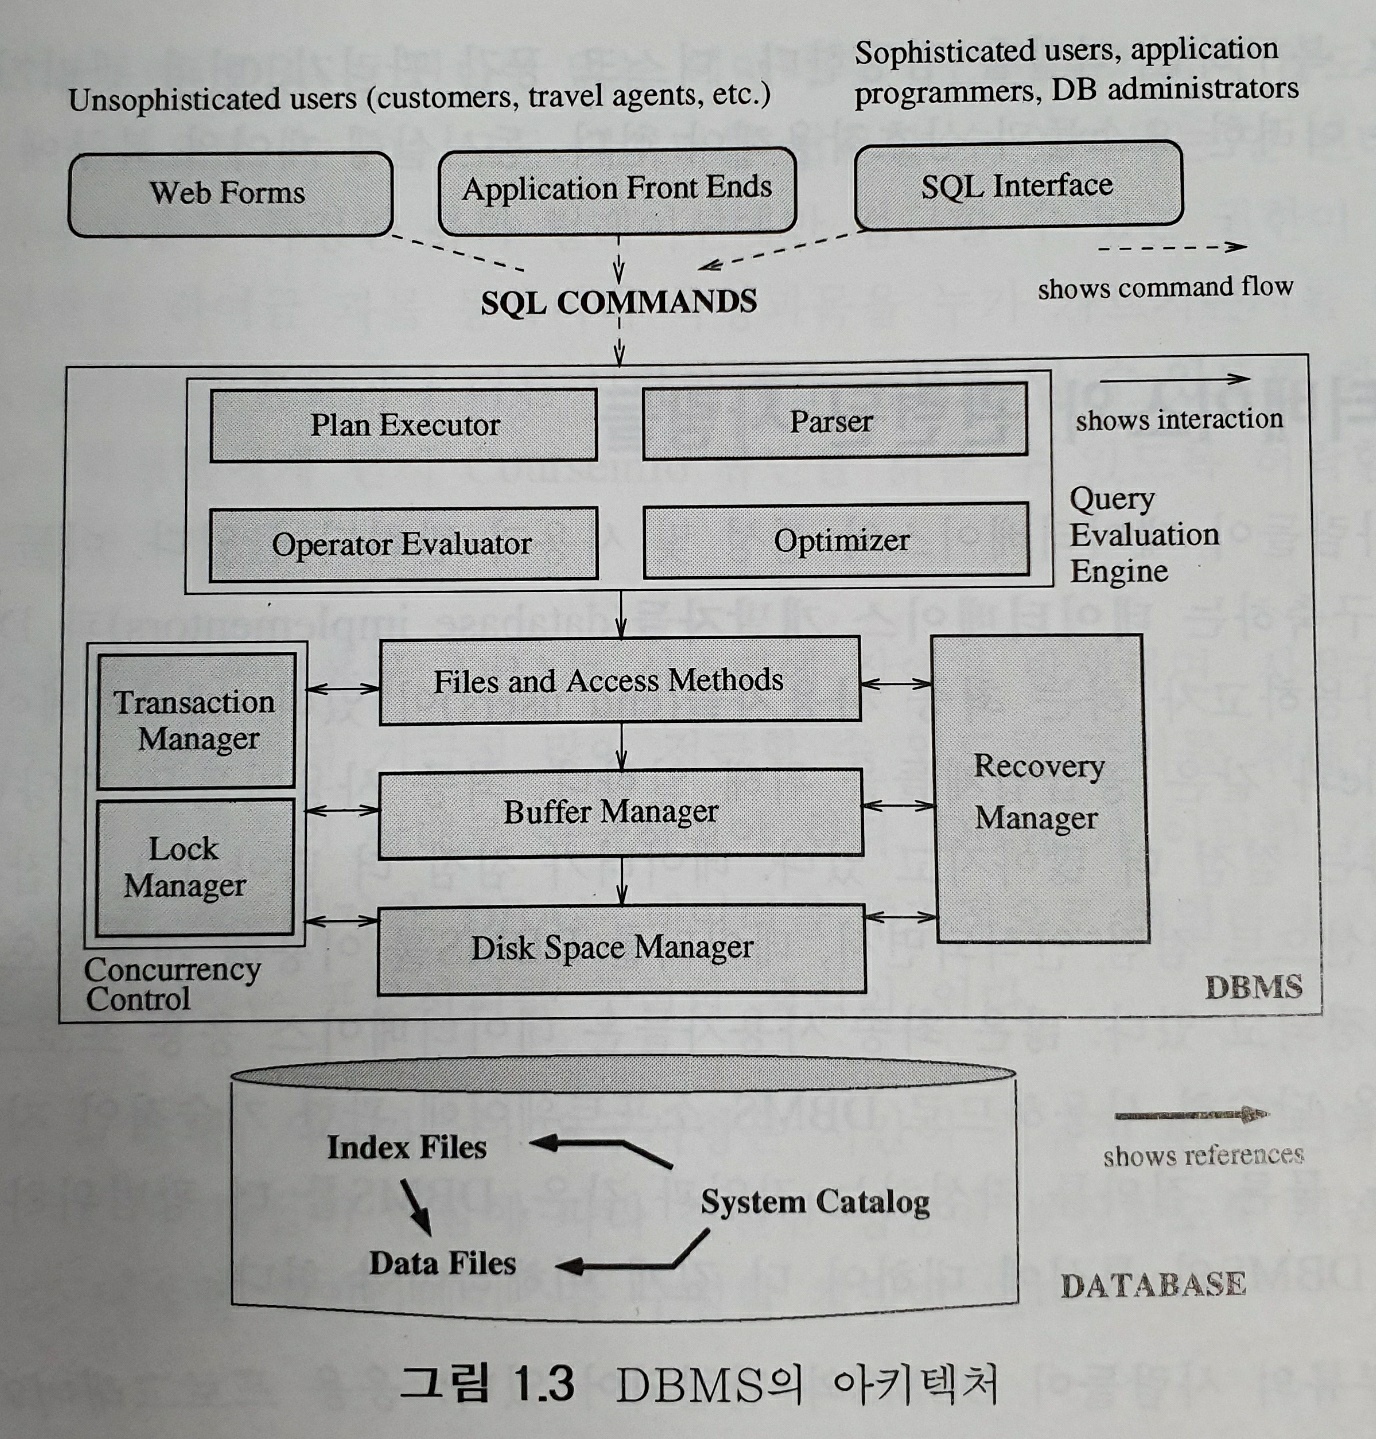 Sophisticated users, application
programmers, DB administrators
Unsophisticated users (customers, travel agents, etc.)
Web Forms
Application Front Ends
SQL Interface
SQL COMMANDS
shows command flow
Plan Executor
Parser
shows interaction
Operator Evaluator
Optimizer
Query
Evaluation
Engine
Transaction
Manager
Files and Access Methods
Recovery
Manager
Buffer Manager
Lock
Manager
Disk Space Manager
Concurrency
Control
DBMS
Index Files
shows references
System Catalog
Data Files
DATABASE
그림 1.3 DBMS의 아키텍처